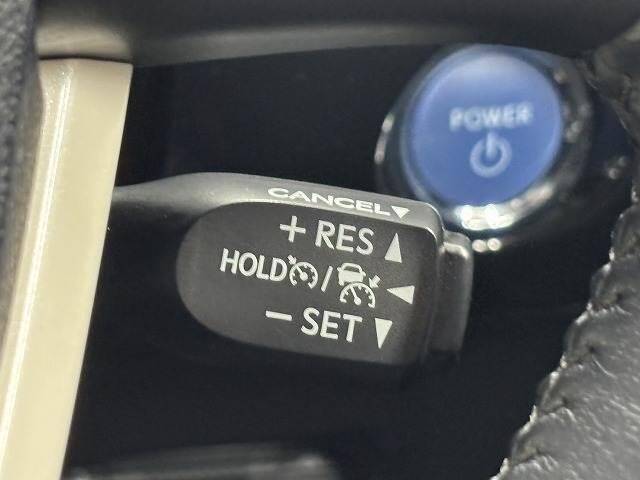 POWER
CANCEL▼
+ RES ▲
HOLD / ◀
− SET ▼